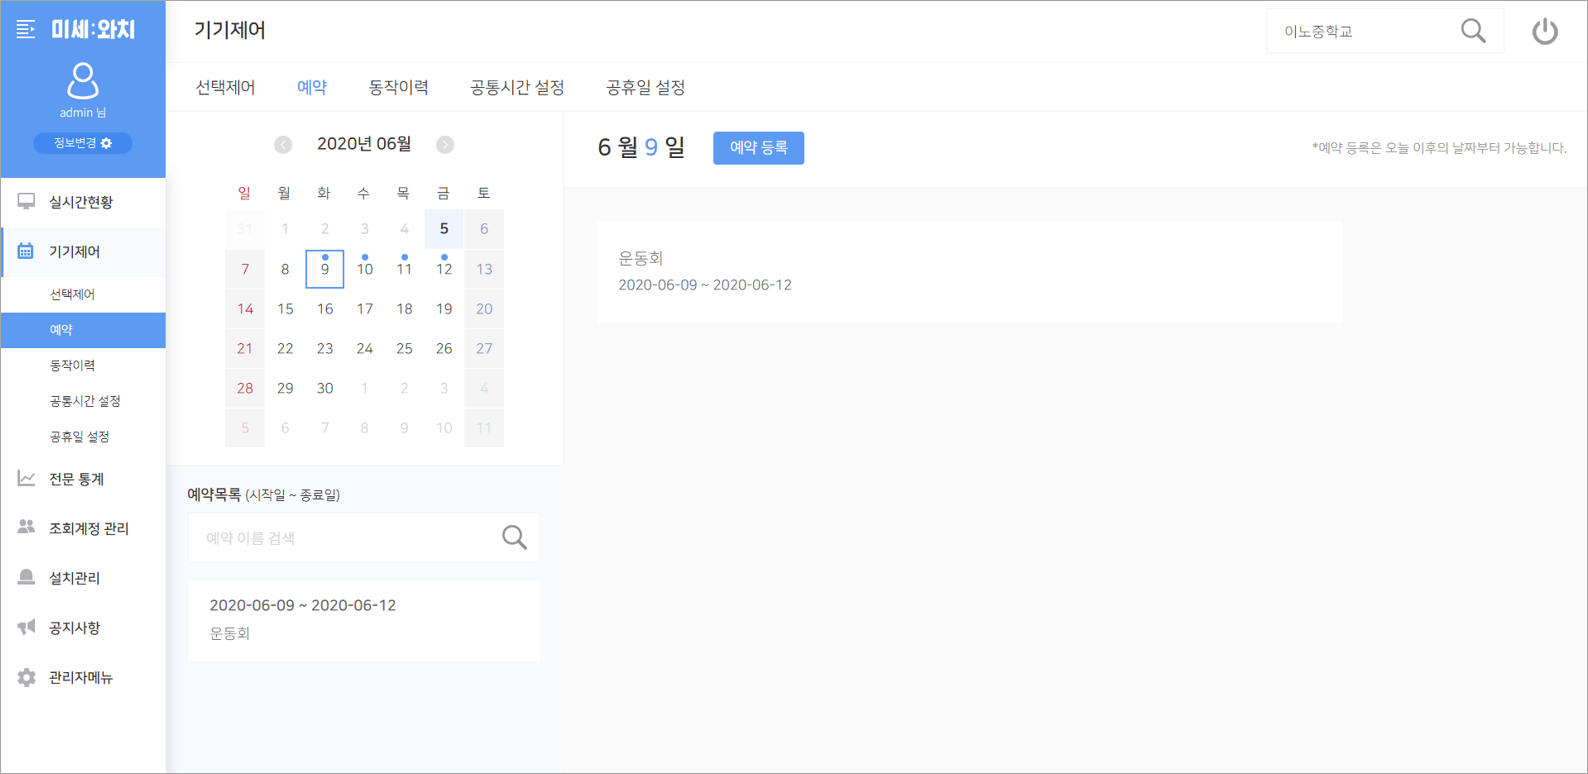 미세:와치
admin 님
정보변경
실시간현황
기기제어
선택제어
예약
동작이력
공통시간 설정
공휴일 설정
전문 통계
조회계정 관리
설치관리
공지사항
관리자메뉴
기기제어
이노중학교
선택제어 예약 동작이력 공통시간 설정 공휴일 설정
2020년 06월
일 월 화 수 목 금 토
31 1 2 3 4 5 6
7 8 9 10 11 12 13
14 15 16 17 18 19 20
21 22 23 24 25 26 27
28 29 30 1 2 3 4
5 6 7 8 9 10 11
예약목록 (시작일 ~ 종료일)
예약 이름 검색
2020-06-09 ~ 2020-06-12
운동회
6 월 9 일 예약 등록
*예약 등록은 오늘 이후의 날짜부터 가능합니다.
운동회
2020-06-09 ~ 2020-06-12